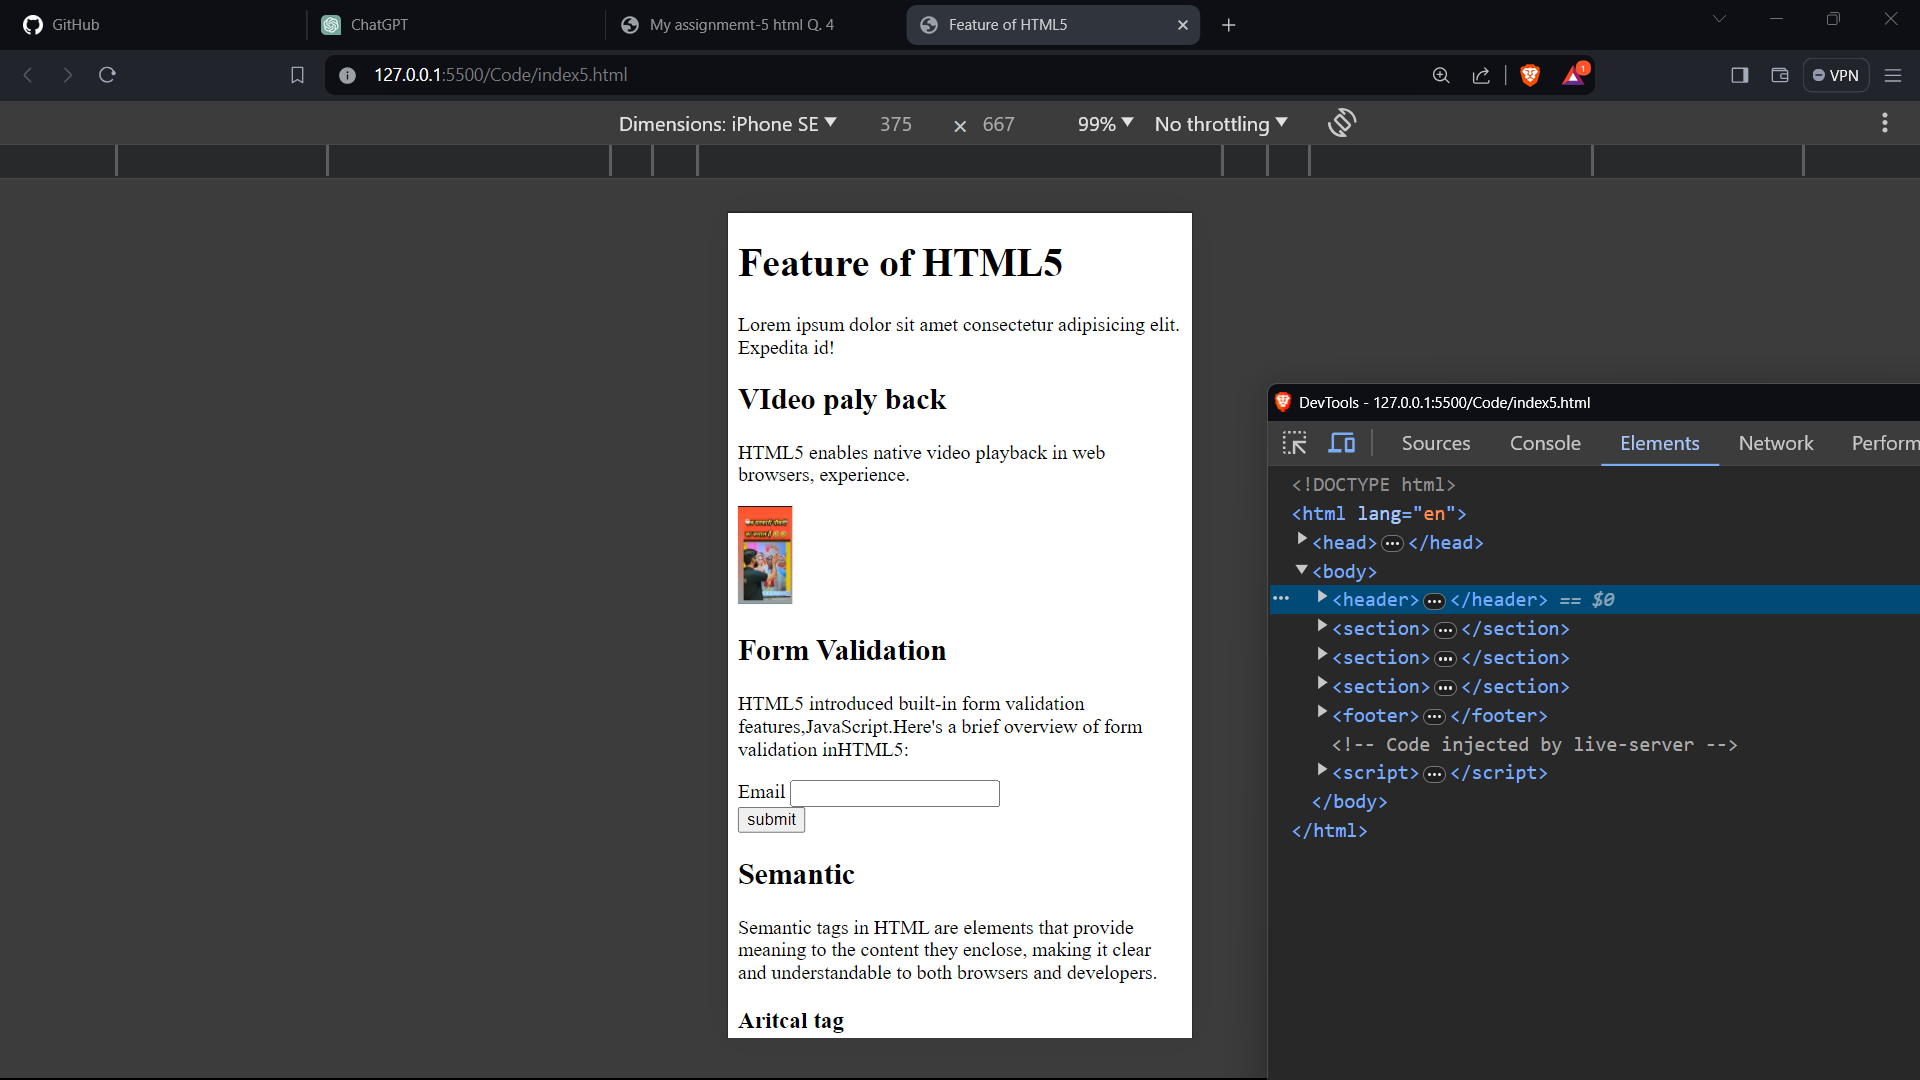 GitHub
ChatGPT
My assignmemt-5 html Q. 4
Feature of HTML5
127.0.0.1:5500/Code/index5.html
1
VPN
Dimensions: iPhone SE 375 × 667 99% No throttling
Feature of HTML5
Lorem ipsum dolor sit amet consectetur adipisicing elit.
Expedita id!
VIdeo paly back
HTML5 enables native video playback in web
browsers, experience.
Form Validation
HTML5 introduced built-in form validation
features,JavaScript.Here's a brief overview of form
validation inHTML5:
Email
submit
Semantic
Semantic tags in HTML are elements that provide
meaning to the content they enclose, making it clear
and understandable to both browsers and developers.
Aritcal tag
DevTools - 127.0.0.1:5500/Code/index5.html
Sources Console Elements Network Perform
<!DOCTYPE html>
<html lang="en">
<head>…</head>
<body>
<header>…</header> == $0
<section>…</section>
<section>…</section>
<section>…</section>
<footer>…</footer>
<!-- Code injected by live-server -->
<script>…</script>
</body>
</html>